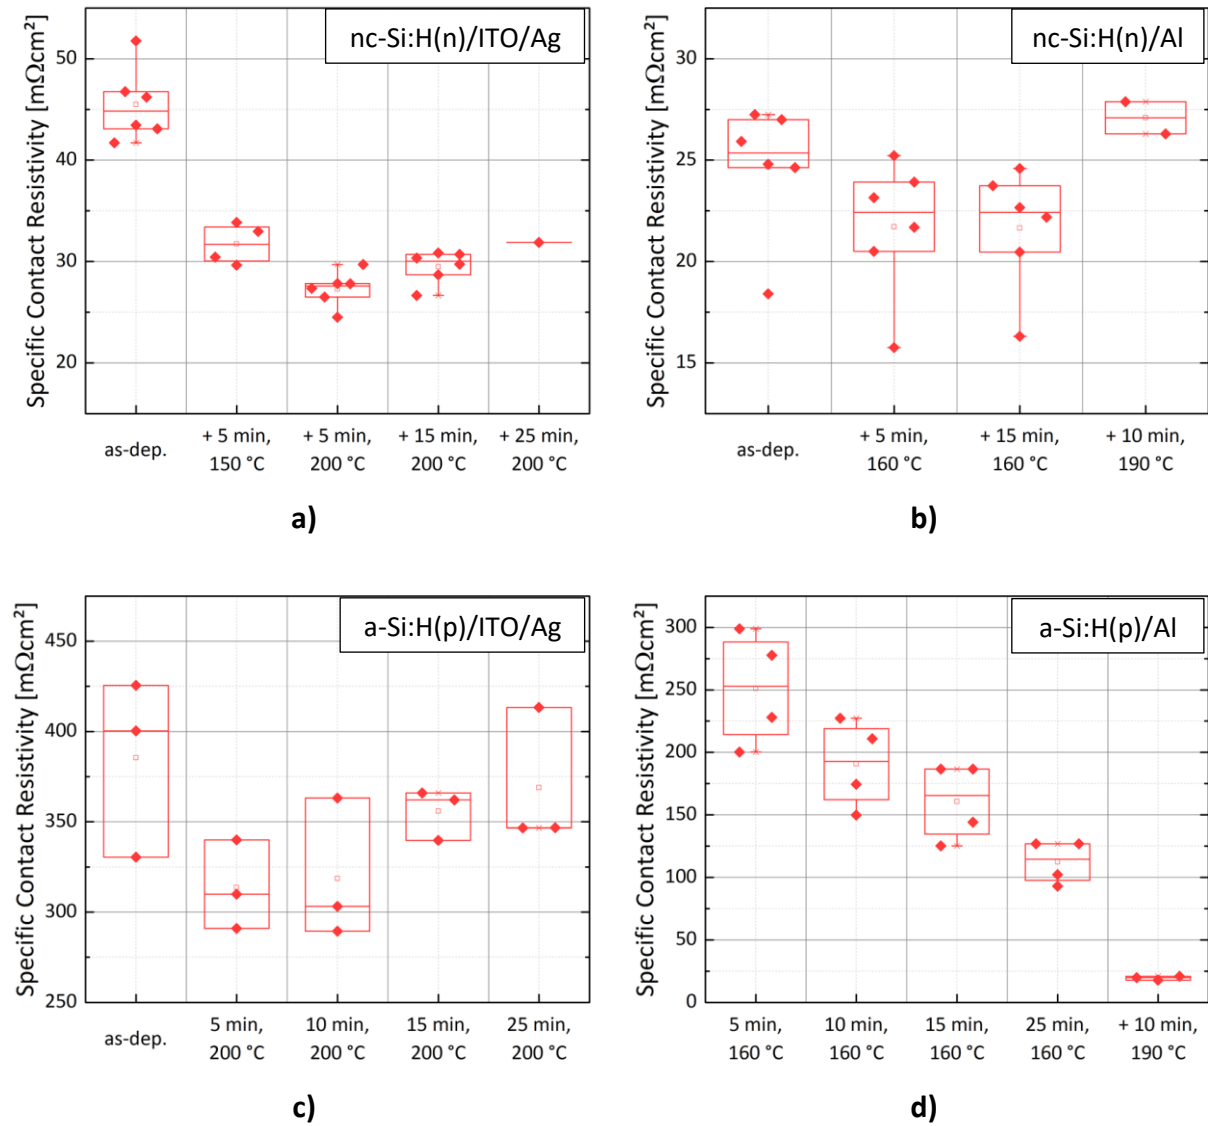 nc-Si:H(n)/ITO/Ag
Specific Contact Resistivity [mΩcm²]
50
40
30
20
as-dep.
+ 5 min,
150 °C
+ 5 min,
200 °C
+ 15 min,
200 °C
+ 25 min,
200 °C
a)
nc-Si:H(n)/Al
Specific Contact Resistivity [mΩcm²]
30
25
20
15
as-dep.
+ 5 min,
160 °C
+ 15 min,
160 °C
+ 10 min,
190 °C
b)
a-Si:H(p)/ITO/Ag
Specific Contact Resistivity [mΩcm²]
450
400
350
300
250
as-dep.
5 min,
200 °C
10 min,
200 °C
15 min,
200 °C
25 min,
200 °C
c)
a-Si:H(p)/Al
Specific Contact Resistivity [mΩcm²]
300
250
200
150
100
50
0
5 min,
160 °C
10 min,
160 °C
15 min,
160 °C
25 min,
160 °C
+ 10 min,
190 °C
d)